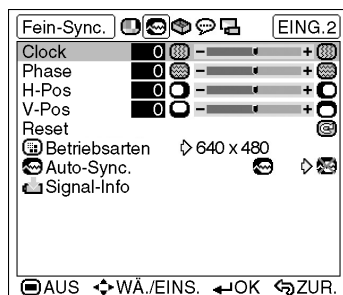 Fein-Sync. EING.2
Clock 0 - +
Phase 0 - +
H-Pos 0 - +
V-Pos 0 - +
Reset
Betriebsarten 640 x 480
Auto-Sync.
Signal-Info
AUS WÄ./EINS. OK ZUR.